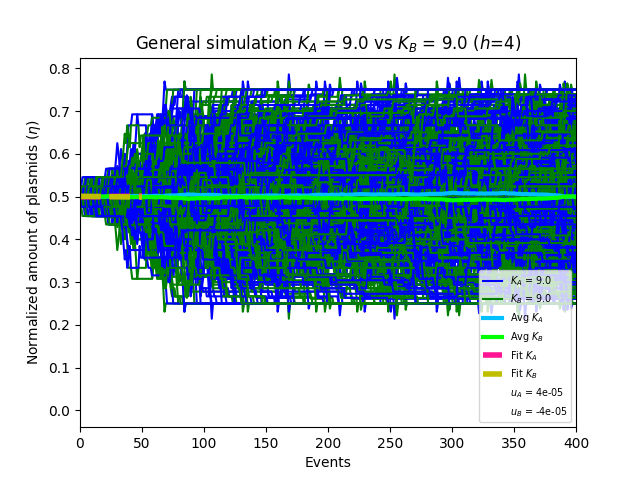 General simulation K_A = 9.0 vs K_B = 9.0 (h=4)
Normalized amount of plasmids (η)
0.8
0.7
0.6
0.5
0.4
0.3
0.2
0.1
0.0
K_A = 9.0
K_B = 9.0
Avg K_A
Avg K_B
Fit K_A
Fit K_B
u_A = 4e-05
u_B = -4e-05
0 50 100 150 200 250 300 350 400
Events